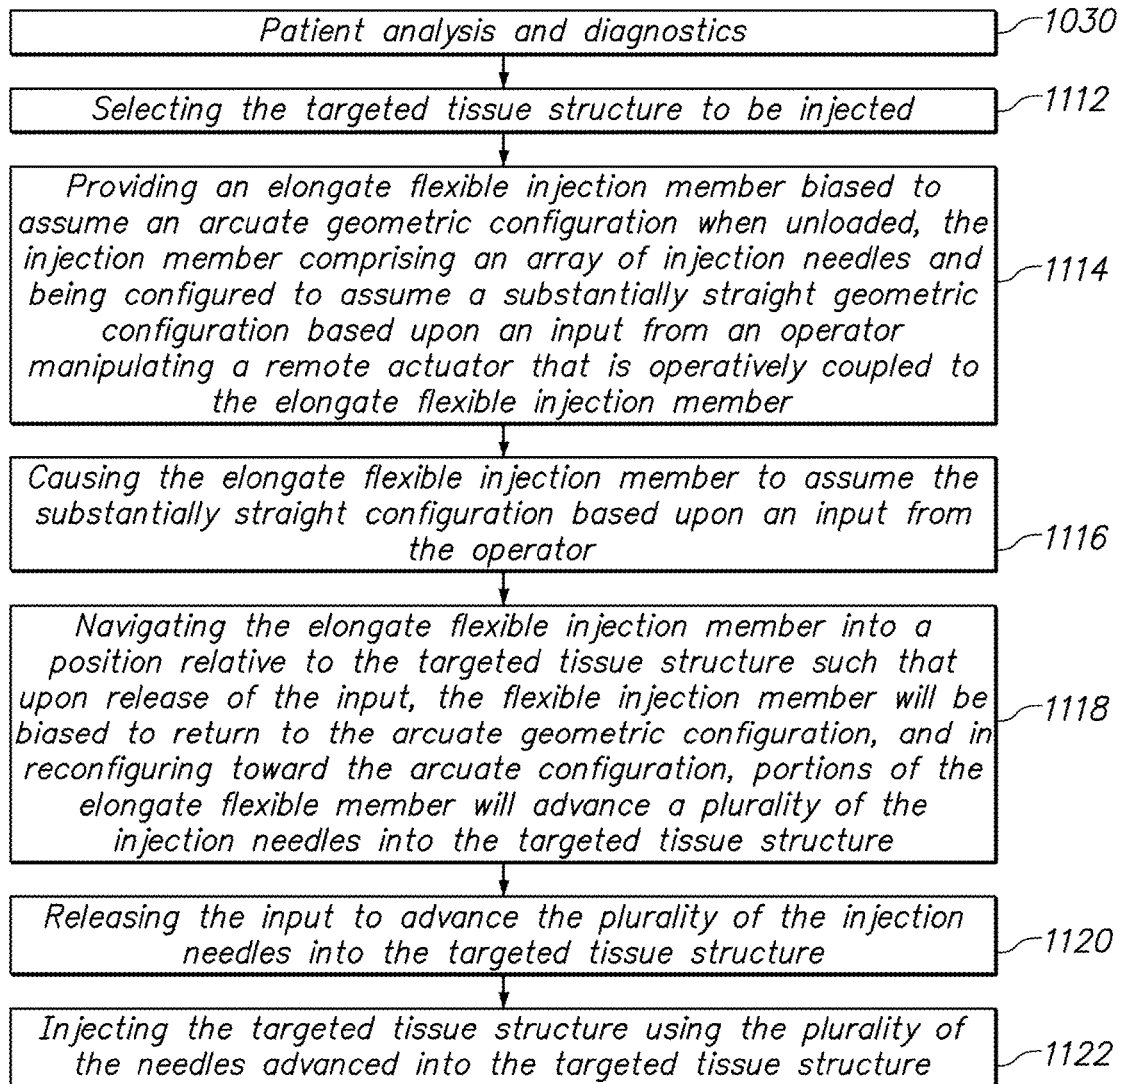 Patient analysis and diagnostics
1030
Selecting the targeted tissue structure to be injected
1112
Providing an elongate flexible injection member biased to
assume an arcuate geometric configuration when unloaded, the
injection member comprising an array of injection needles and
being configured to assume a substantially straight geometric
configuration based upon an input from an operator
manipulating a remote actuator that is operatively coupled to
the elongate flexible injection member
1114
Causing the elongate flexible injection member to assume the
substantially straight configuration based upon an input from
the operator
1116
Navigating the elongate flexible injection member into a
position relative to the targeted tissue structure such that
upon release of the input, the flexible injection member will be
biased to return to the arcuate geometric configuration, and in
reconfiguring toward the arcuate configuration, portions of the
elongate flexible member will advance a plurality of the
injection needles into the targeted tissue structure
1118
Releasing the input to advance the plurality of the injection
needles into the targeted tissue structure
1120
Injecting the targeted tissue structure using the plurality of
the needles advanced into the targeted tissue structure
1122